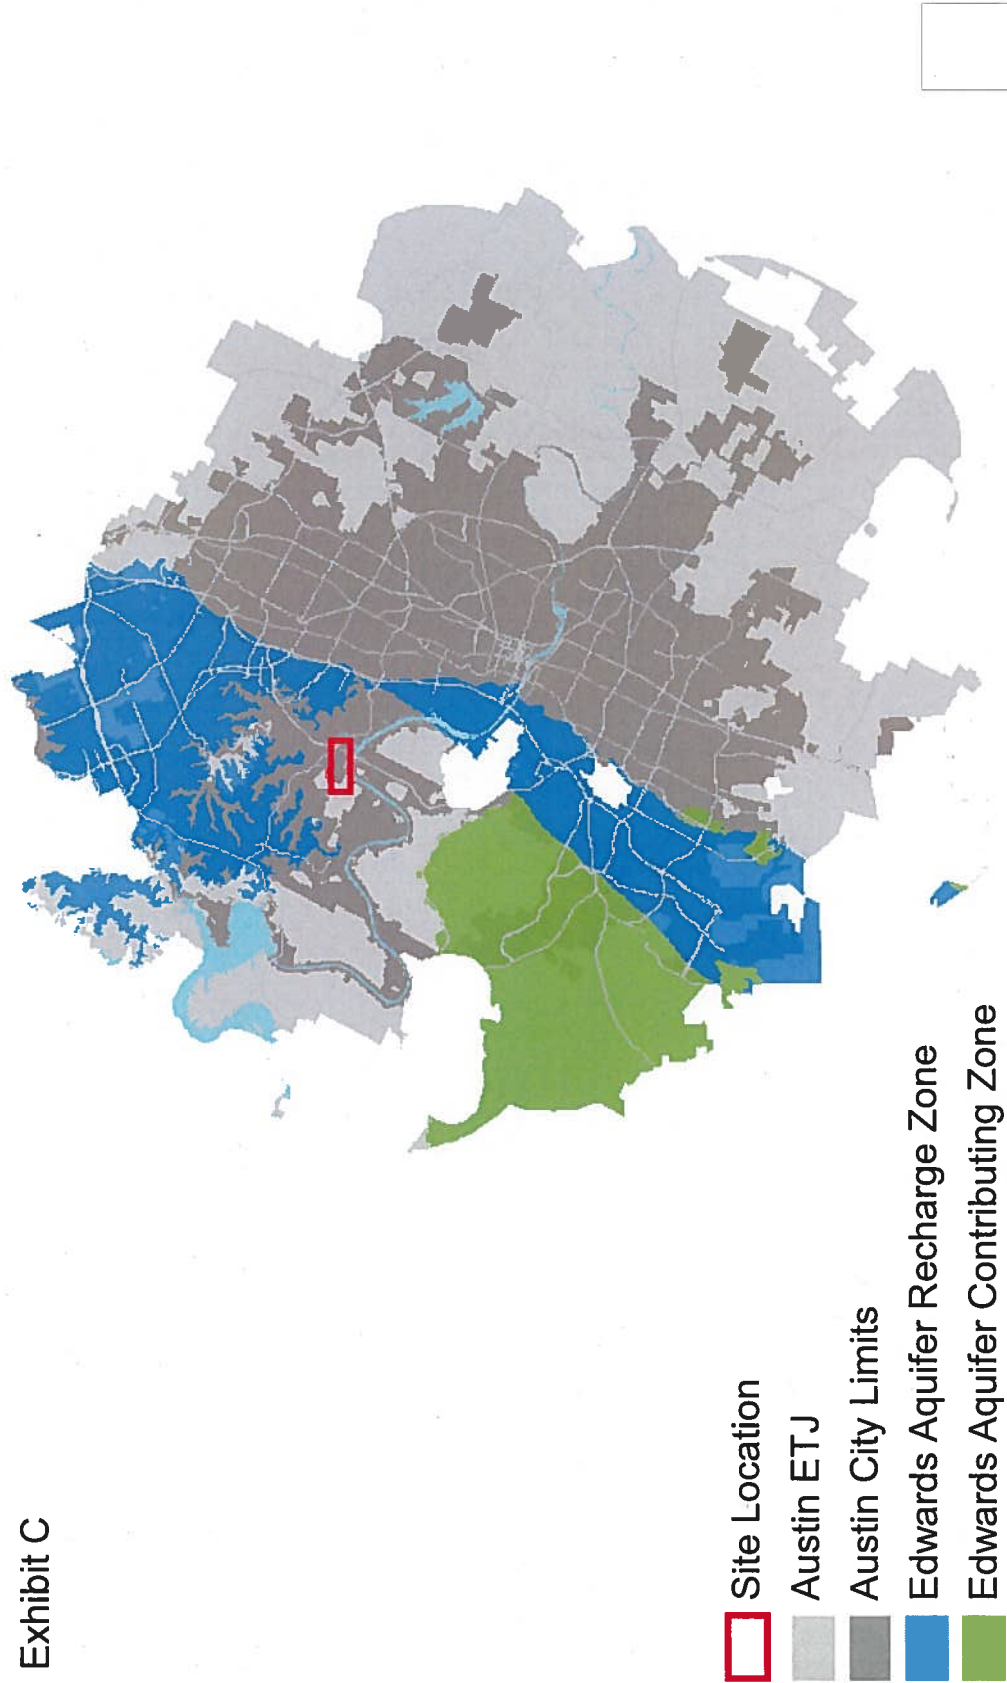 Exhibit C
Site Location
Austin ETJ
Austin City Limits
Edwards Aquifer Recharge Zone
Edwards Aquifer Contributing Zone